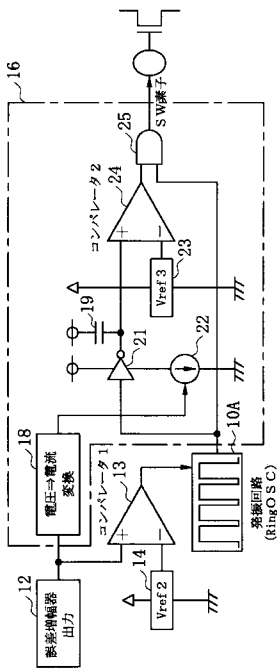 12
誤差増幅器
出力
18
電圧⇒電流
変換
16
コンパレータ1
13
14
Vref 2
10A
発振回路
(RingOSC)
19
21
22
コンパレータ2
24
+
−
23
Vref 3
25
SW素子
+
−